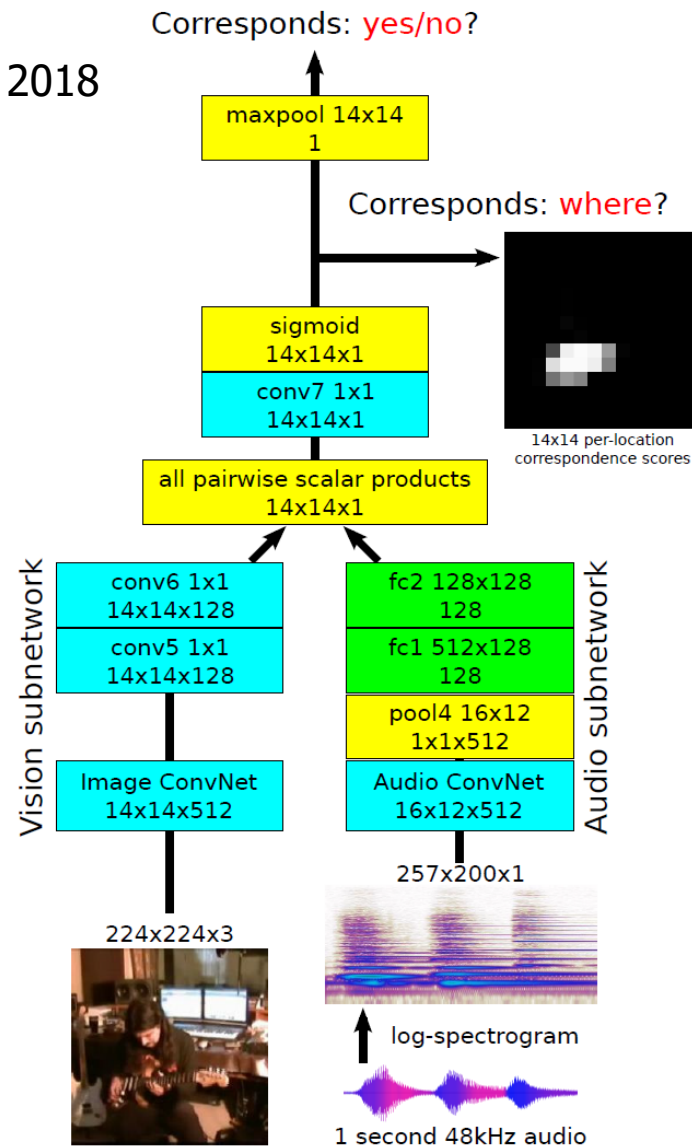 Corresponds: yes/no?
2018
maxpool 14x14
1
Corresponds: where?
sigmoid
14x14x1
conv7 1x1
14x14x1
14x14 per-location
correspondence scores
all pairwise scalar products
14x14x1
Vision subnetwork
conv6 1x1
14x14x128
conv5 1x1
14x14x128
Image ConvNet
14x14x512
224x224x3
fc2 128x128
128
fc1 512x128
128
pool4 16x12
1x1x512
Audio ConvNet
16x12x512
Audio subnetwork
257x200x1
log-spectrogram
1 second 48kHz audio